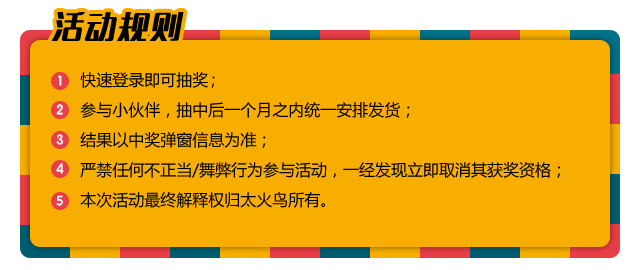 活动规则
1 快速登录即可抽奖；
2 参与小伙伴，抽中后一个月之内统一安排发货；
3 结果以中奖弹窗信息为准；
4 严禁任何不正当/舞弊行为参与活动，一经发现立即取消其获奖资格；
5 本次活动最终解释权归太火鸟所有。